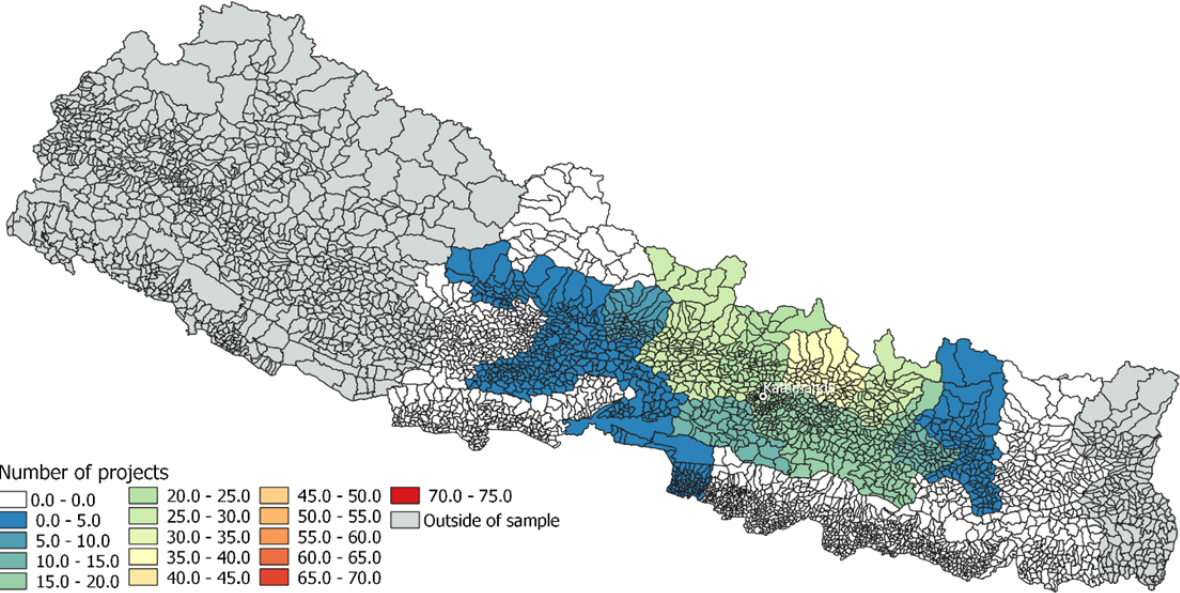 Kathmandu
Number of projects
0.0 - 0.0
0.0 - 5.0
5.0 - 10.0
10.0 - 15.0
15.0 - 20.0
20.0 - 25.0
25.0 - 30.0
30.0 - 35.0
35.0 - 40.0
40.0 - 45.0
45.0 - 50.0
50.0 - 55.0
55.0 - 60.0
60.0 - 65.0
65.0 - 70.0
70.0 - 75.0
Outside of sample